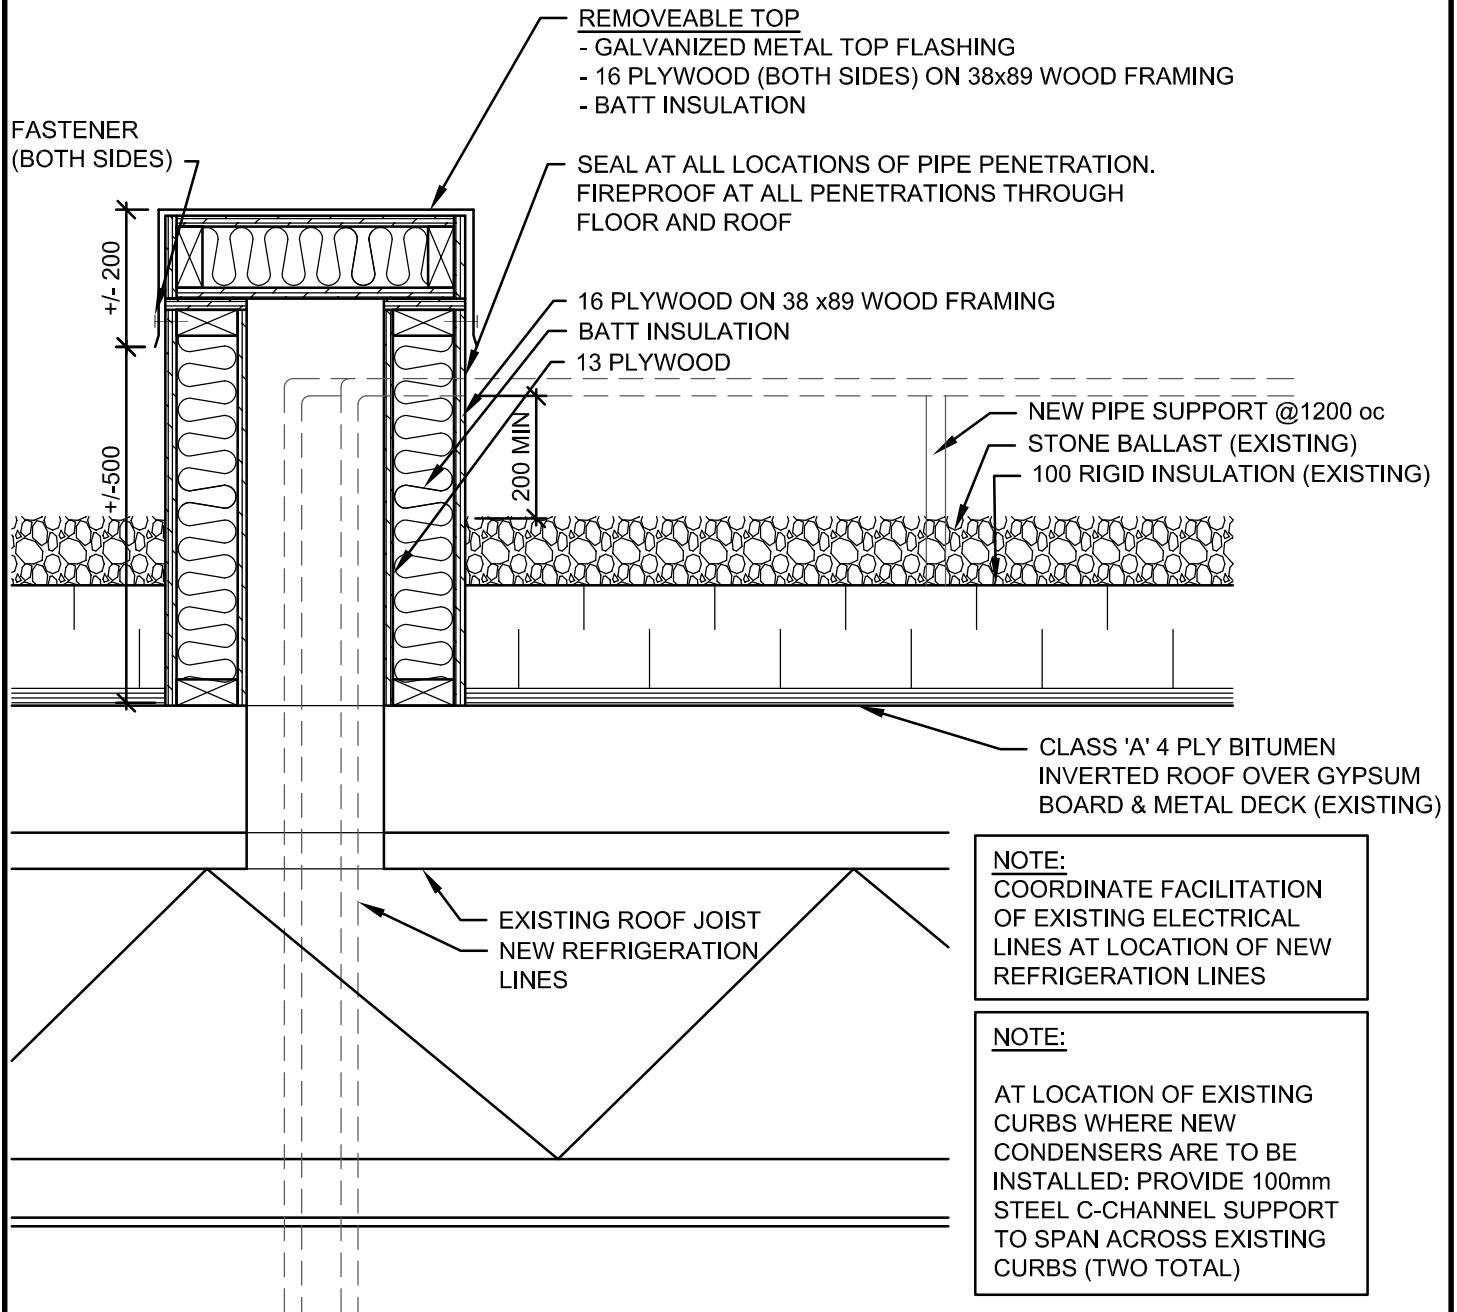 REMOVEABLE TOP
- GALVANIZED METAL TOP FLASHING
- 16 PLYWOOD (BOTH SIDES) ON 38x89 WOOD FRAMING
- BATT INSULATION
FASTENER
(BOTH SIDES)
SEAL AT ALL LOCATIONS OF PIPE PENETRATION.
FIREPROOF AT ALL PENETRATIONS THROUGH
FLOOR AND ROOF
+/- 200
16 PLYWOOD ON 38 x89 WOOD FRAMING
BATT INSULATION
13 PLYWOOD
+/-500
200 MIN
NEW PIPE SUPPORT @1200 oc
STONE BALLAST (EXISTING)
100 RIGID INSULATION (EXISTING)
CLASS 'A' 4 PLY BITUMEN
INVERTED ROOF OVER GYPSUM
BOARD & METAL DECK (EXISTING)
EXISTING ROOF JOIST
NEW REFRIGERATION
LINES
NOTE:
COORDINATE FACILITATION
OF EXISTING ELECTRICAL
LINES AT LOCATION OF NEW
REFRIGERATION LINES
NOTE:
AT LOCATION OF EXISTING
CURBS WHERE NEW
CONDENSERS ARE TO BE
INSTALLED: PROVIDE 100mm
STEEL C-CHANNEL SUPPORT
TO SPAN ACROSS EXISTING
CURBS (TWO TOTAL)